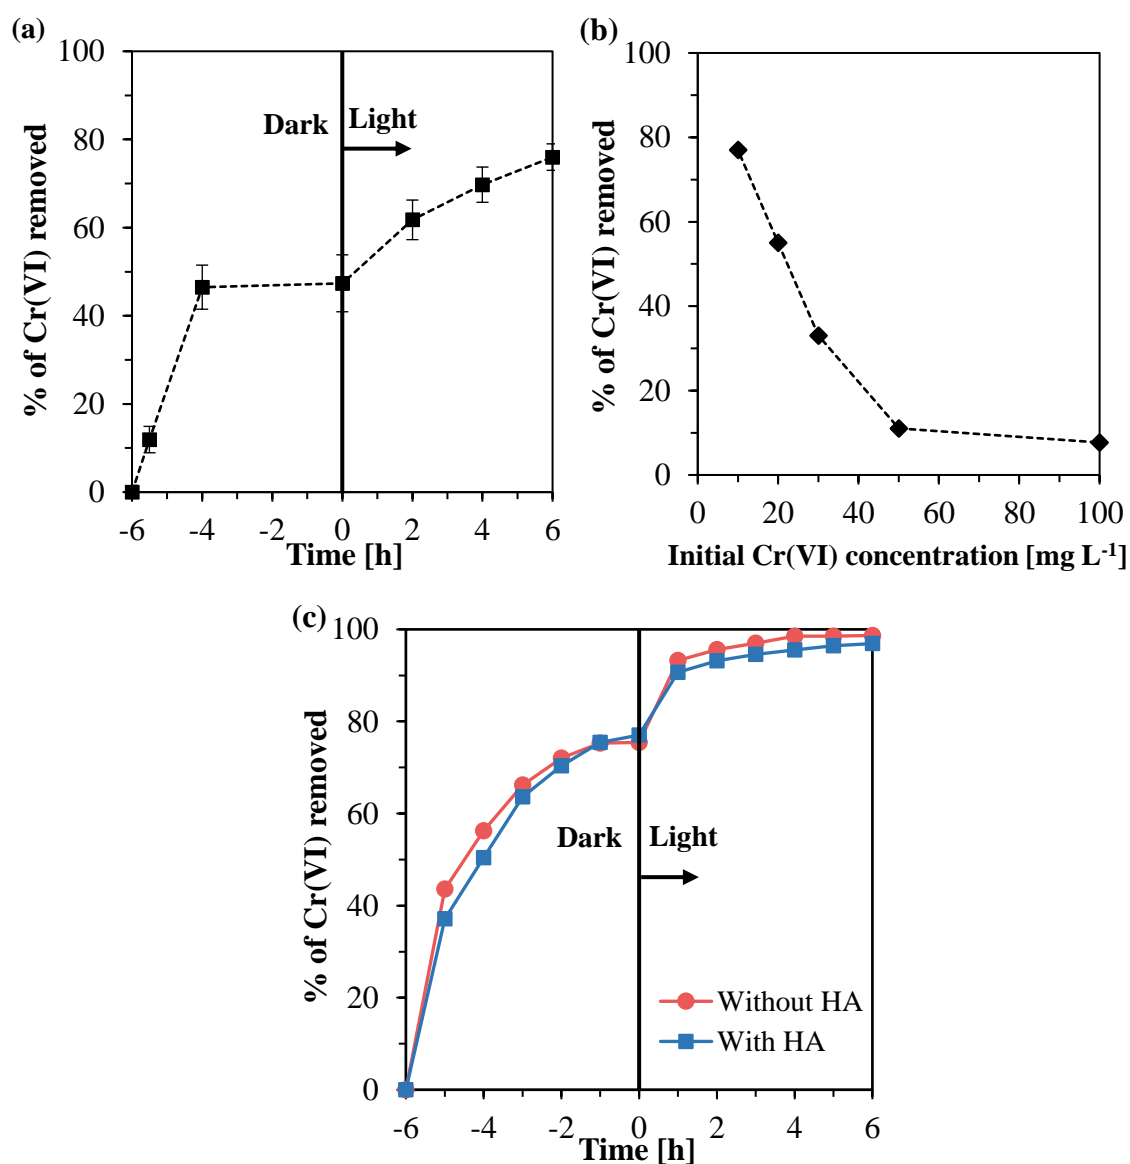 (a)
% of Cr(VI) removed
100
80
60
40
20
0
Dark
Light
-6
-4
-2
0
2
4
6
Time [h]
(b)
% of Cr(VI) removed
100
80
60
40
20
0
0
20
40
60
80
100
Initial Cr(VI) concentration [mg L⁻¹]
(c)
% of Cr(VI) removed
100
80
60
40
20
0
Dark
Light
Without HA
With HA
-6
-4
-2
0
2
4
6
Time [h]